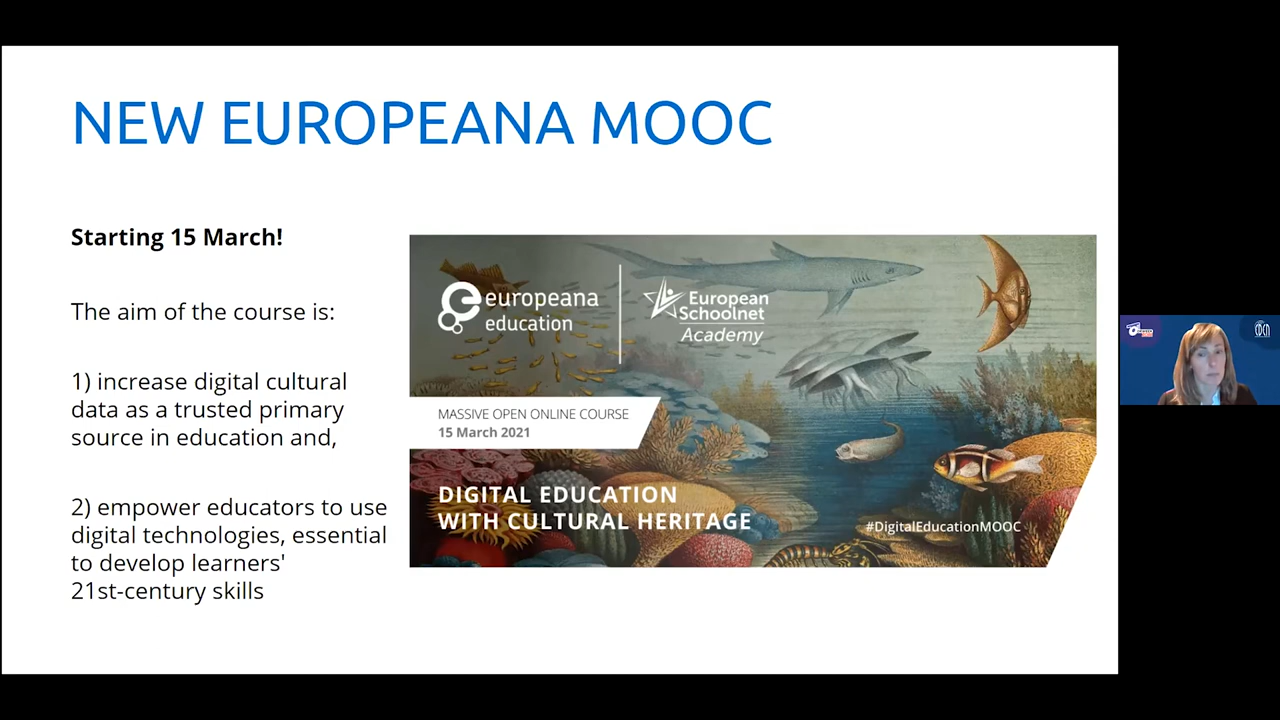 NEW EUROPEANA MOOC
Starting 15 March!
The aim of the course is:
1) increase digital cultural
data as a trusted primary
source in education and,
2) empower educators to use
digital technologies, essential
to develop learners'
21st-century skills
europeana
education
European
Schoolnet
Academy
MASSIVE OPEN ONLINE COURSE
15 March 2021
DIGITAL EDUCATION
WITH CULTURAL HERITAGE
#DigitalEducationMOOC